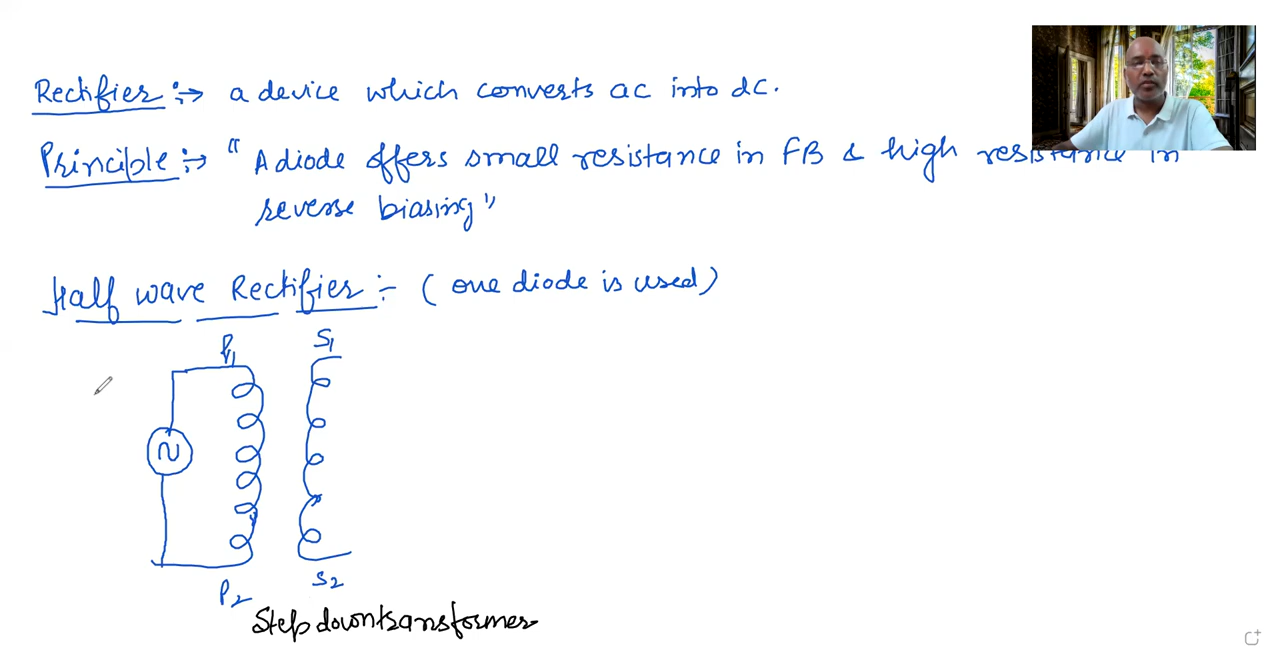 Rectifier :→ a device which converts ac into dc.
Principle :→ "A diode offers small resistance in FB & high resistance in
reverse biasing"
Half wave Rectifier :- (one diode is used)
P1 S1
P2 S2
Step down transformer